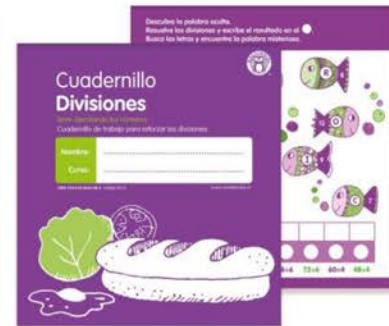 Descubre la palabra oculta.
Resuelve las divisiones y escribe el resultado en el
Busca las letras y encuentra la palabra misteriosa.
Cuadernillo
Divisiones
Cuadernillo de trabajo para reforzar las divisiones
Nombre:
Curso:
72÷6 60÷4 48÷4